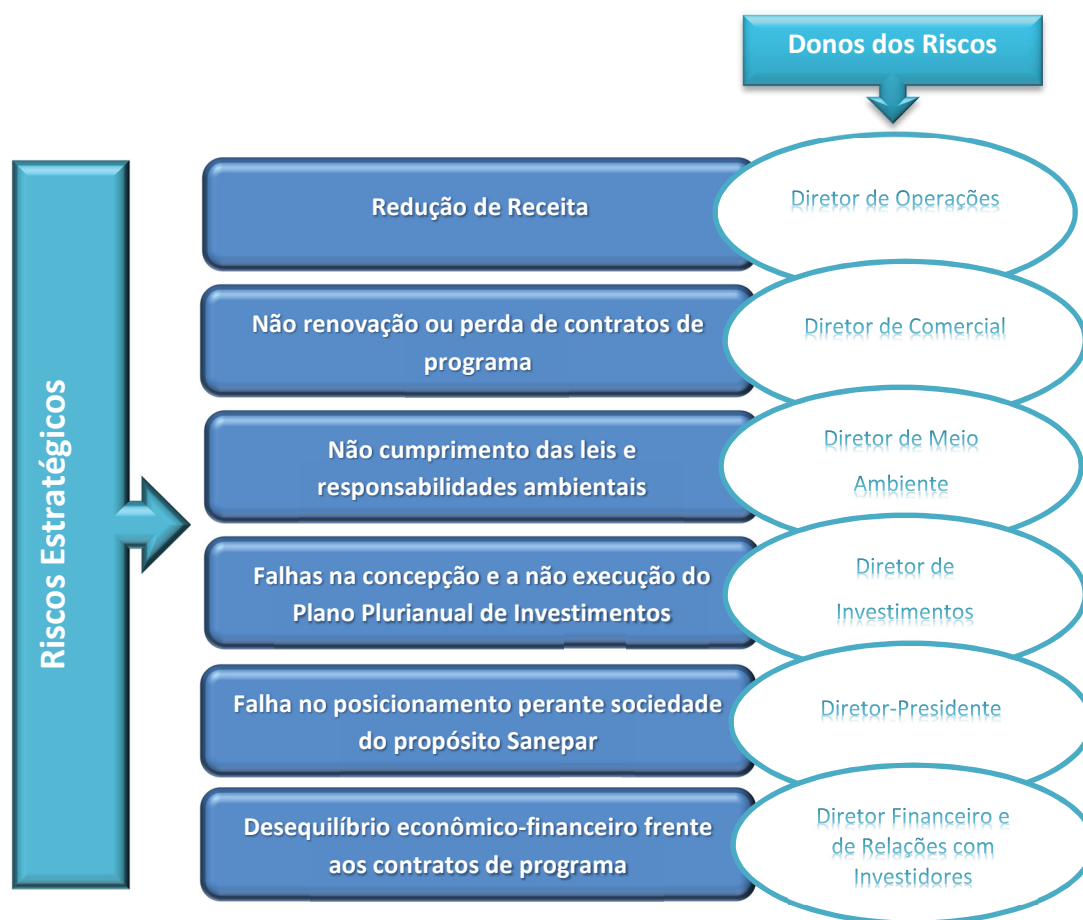 Donos dos Riscos
Riscos Estratégicos
Redução de Receita
Diretor de Operações
Não renovação ou perda de contratos de
programa
Diretor de Comercial
Não cumprimento das leis e
responsabilidades ambientais
Diretor de Meio
Ambiente
Falhas na concepção e a não execução do
Plano Plurianual de Investimentos
Diretor de
Investimentos
Falha no posicionamento perante sociedade
do propósito Sanepar
Diretor-Presidente
Desequilíbrio econômico-financeiro frente
aos contratos de programa
Diretor Financeiro e
de Relações com
Investidores